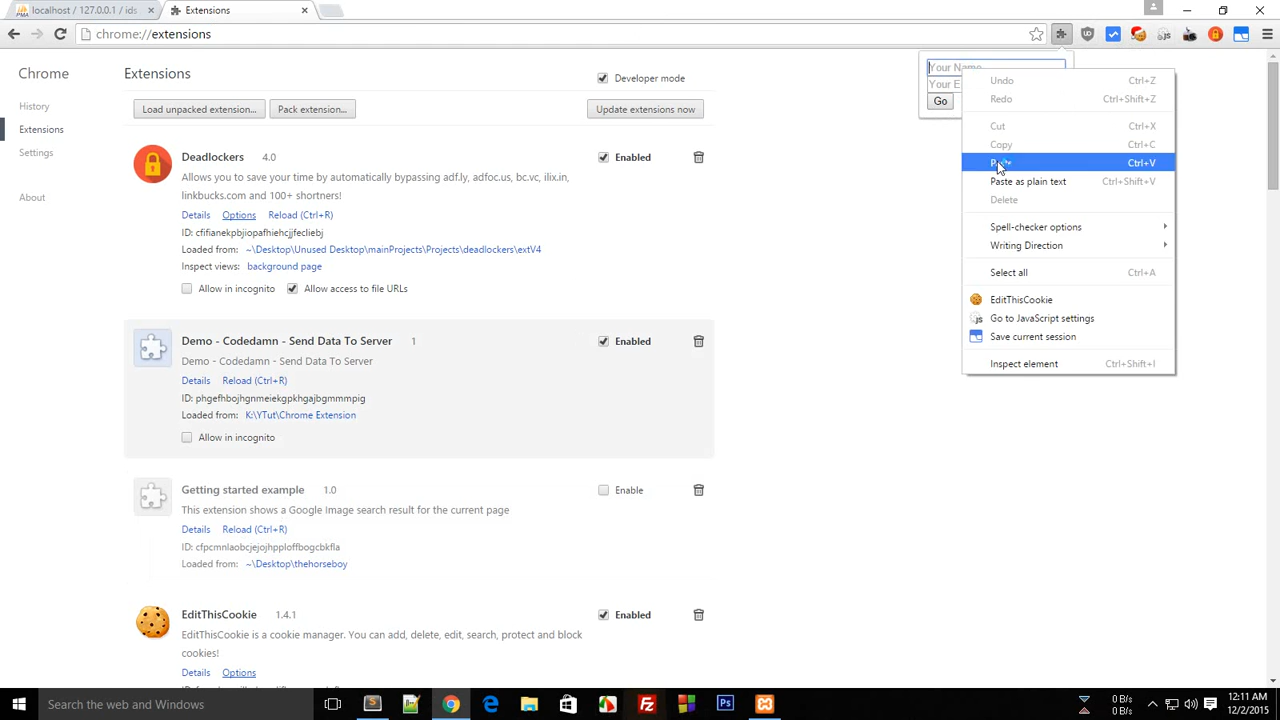 localhost / 127.0.0.1 / ids
Extensions
chrome://extensions
Chrome
History
Extensions
Settings
About
Extensions
Developer mode
Load unpacked extension...
Pack extension...
Update extensions now
Deadlockers 4.0
Enabled
Allows you to save your time by automatically bypassing adf.ly, adfoc.us, bc.vc, ilix.in,
linkbucks.com and 100+ shortners!
Details Options Reload (Ctrl+R)
ID: cfifianekpbjiopafhiehcjjfecliebj
Loaded from: ~\Desktop\Unused Desktop\mainProjects\Projects\deadlockers\extV4
Inspect views: background page
Allow in incognito Allow access to file URLs
Demo - Codedamn - Send Data To Server 1
Enabled
Demo - Codedamn - Send Data To Server
Details Reload (Ctrl+R)
ID: phgefhbojhgnmeiekgpkhgajbgmmmpig
Loaded from: K:\YTut\Chrome Extension
Allow in incognito
Getting started example 1.0
Enable
This extension shows a Google Image search result for the current page
Details Reload (Ctrl+R)
ID: cfpcmnlaobcjejojhpploffbogcbkfla
Loaded from: ~\Desktop\thehorseboy
EditThisCookie 1.4.1
Enabled
EditThisCookie is a cookie manager. You can add, delete, edit, search, protect and block
cookies!
Details Options
Your Name
Your E
Go
Undo Ctrl+Z
Redo Ctrl+Shift+Z
Cut Ctrl+X
Copy Ctrl+C
Paste Ctrl+V
Paste as plain text Ctrl+Shift+V
Delete
Spell-checker options
Writing Direction
Select all Ctrl+A
EditThisCookie
Go to JavaScript settings
Save current session
Inspect element Ctrl+Shift+I
Search the web and Windows
0 B/s
0 B/s
12:11 AM
12/2/2015